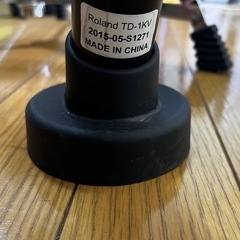 Roland TD-1KV
2015-05-S1271
MADE IN CHINA